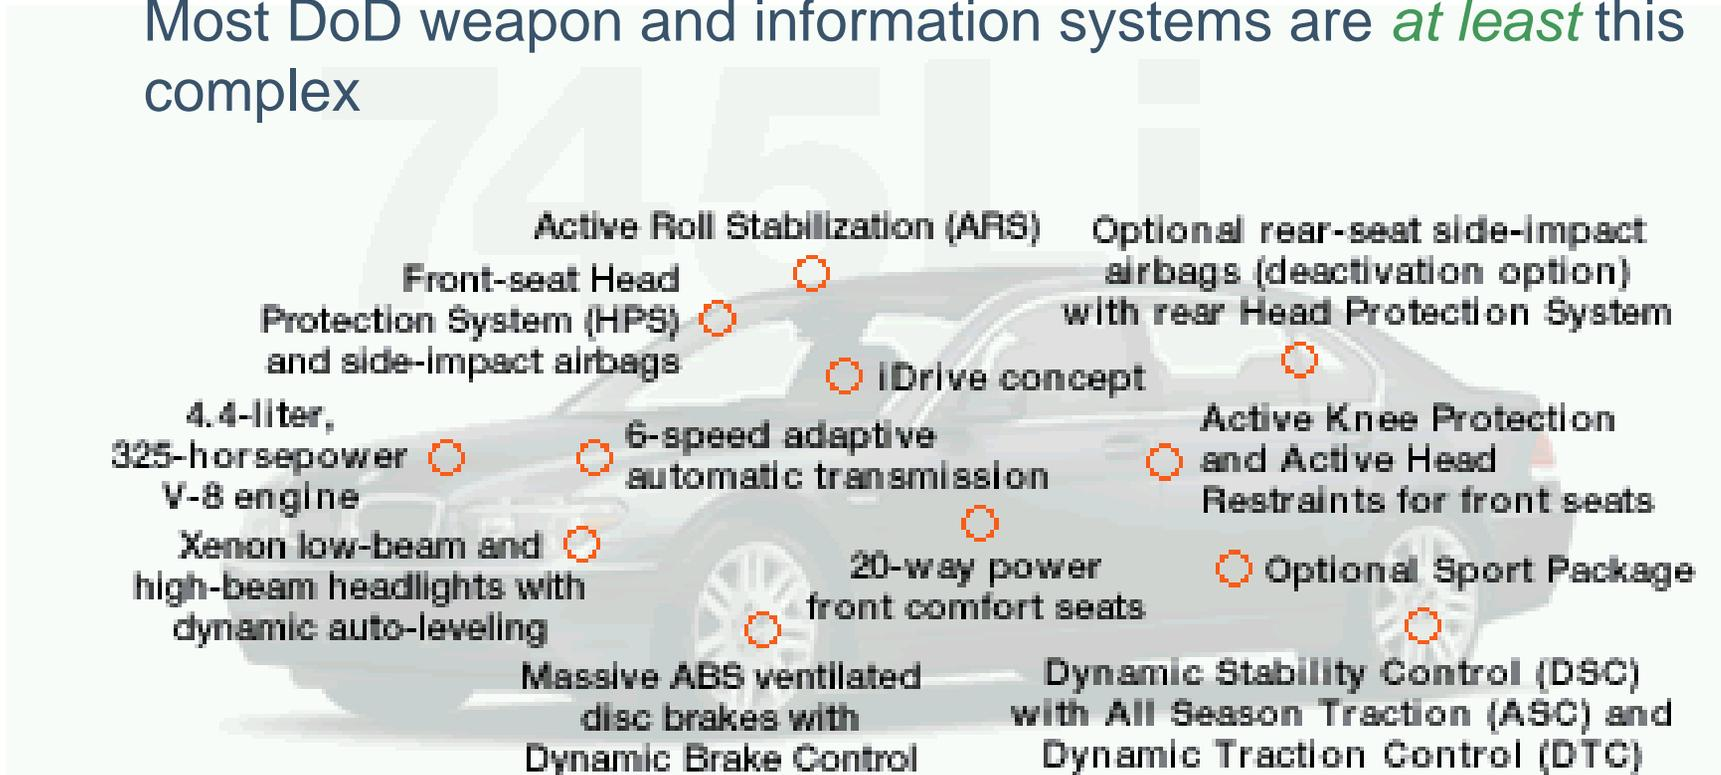 Most DoD weapon and information systems are at least this
complex
745Li
Active Roll Stabilization (ARS)
Optional rear-seat side-impact
airbags (deactivation option)
with rear Head Protection System
Front-seat Head
Protection System (HPS)
and side-impact airbags
iDrive concept
4.4-liter,
325-horsepower
V-8 engine
6-speed adaptive
automatic transmission
Active Knee Protection
and Active Head
Restraints for front seats
Xenon low-beam and
high-beam headlights with
dynamic auto-leveling
20-way power
front comfort seats
Optional Sport Package
Massive ABS ventilated
disc brakes with
Dynamic Brake Control
Dynamic Stability Control (DSC)
with All Season Traction (ASC) and
Dynamic Traction Control (DTC)